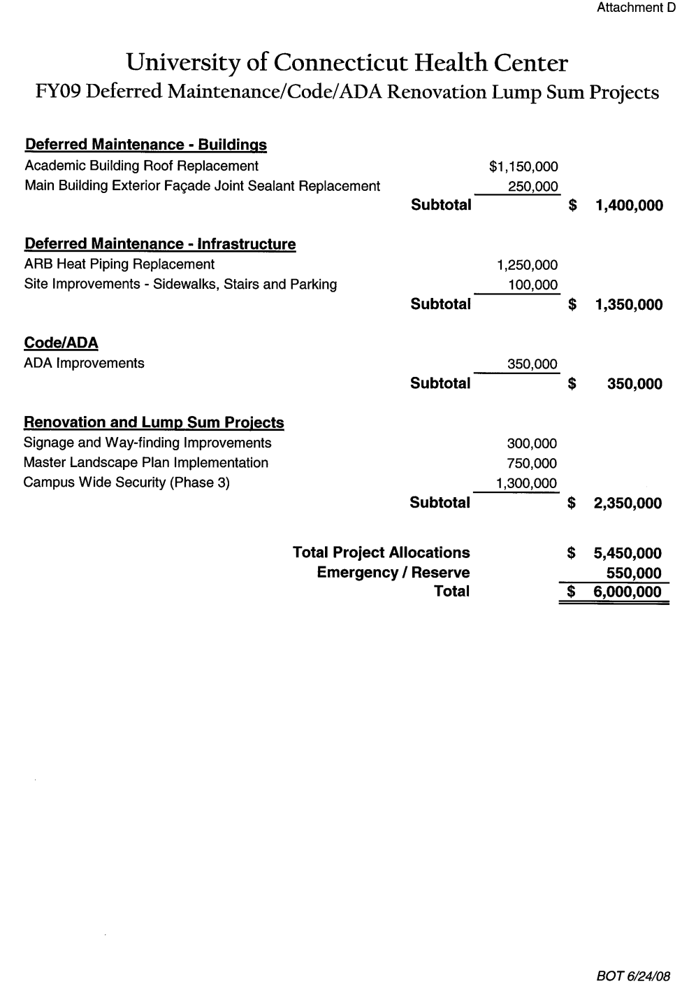 Attachment D
University of Connecticut Health Center
FY09 Deferred Maintenance/Code/ADA Renovation Lump Sum Projects
Deferred Maintenance - Buildings
Academic Building Roof Replacement $1,150,000
Main Building Exterior Façade Joint Sealant Replacement 250,000
Subtotal $ 1,400,000
Deferred Maintenance - Infrastructure
ARB Heat Piping Replacement 1,250,000
Site Improvements - Sidewalks, Stairs and Parking 100,000
Subtotal $ 1,350,000
Code/ADA
ADA Improvements 350,000
Subtotal $ 350,000
Renovation and Lump Sum Projects
Signage and Way-finding Improvements 300,000
Master Landscape Plan Implementation 750,000
Campus Wide Security (Phase 3) 1,300,000
Subtotal $ 2,350,000
Total Project Allocations $ 5,450,000
Emergency / Reserve 550,000
Total $ 6,000,000
BOT 6/24/08